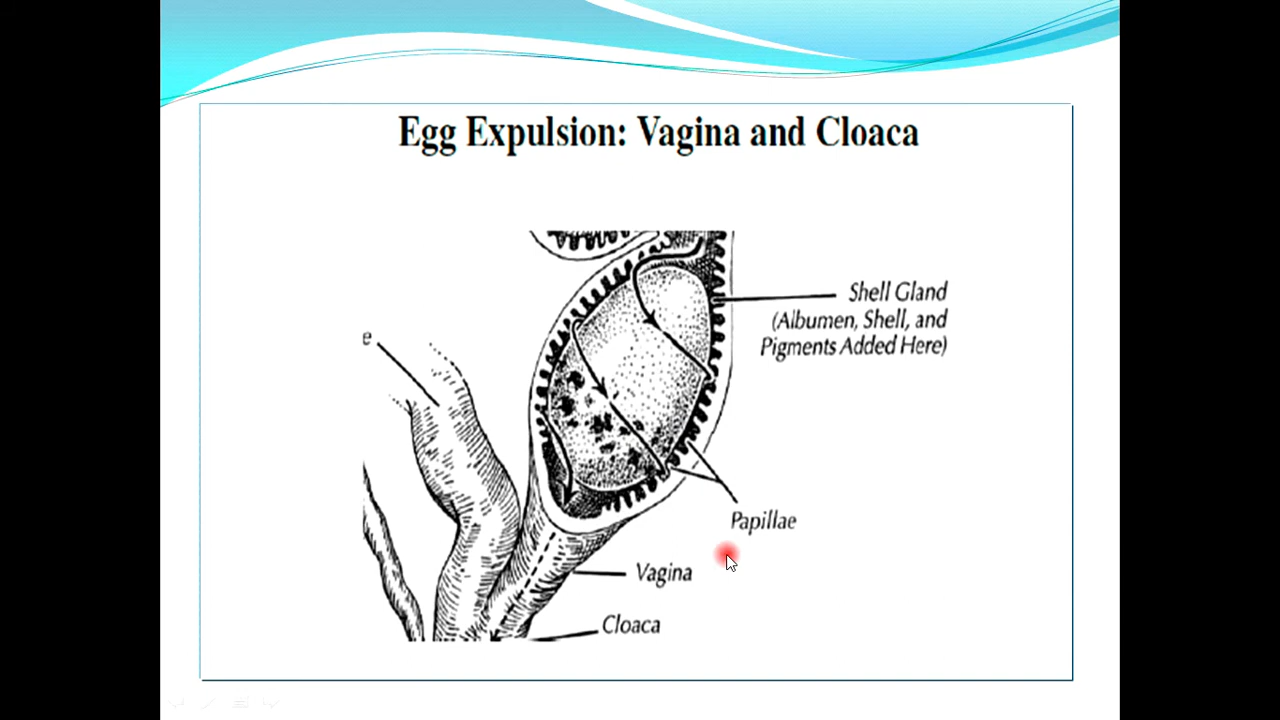 Egg Expulsion: Vagina and Cloaca
Shell Gland
(Albumen, Shell, and
Pigments Added Here)
e
Papillae
Vagina
Cloaca